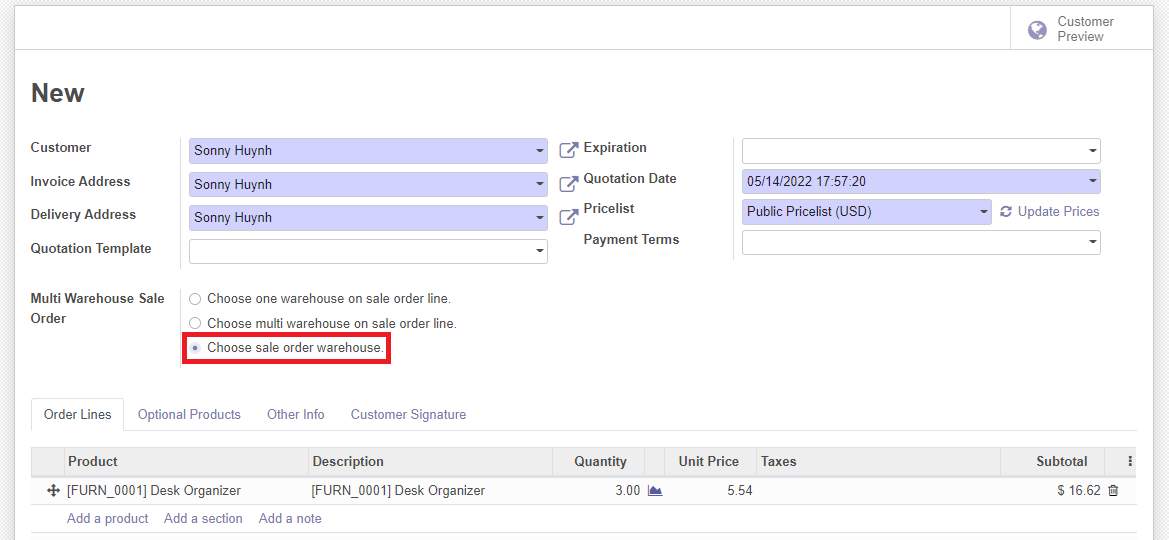 Customer
Preview
New
Customer
Sonny Huynh
Expiration
Invoice Address
Sonny Huynh
Quotation Date
05/14/2022 17:57:20
Delivery Address
Sonny Huynh
Pricelist
Public Pricelist (USD)
Update Prices
Quotation Template
Payment Terms
Multi Warehouse Sale
Order
Choose one warehouse on sale order line.
Choose multi warehouse on sale order line.
Choose sale order warehouse.
Order Lines Optional Products Other Info Customer Signature
Product Description Quantity Unit Price Taxes Subtotal
[FURN_0001] Desk Organizer [FURN_0001] Desk Organizer 3.00 5.54 $ 16.62
Add a product Add a section Add a note